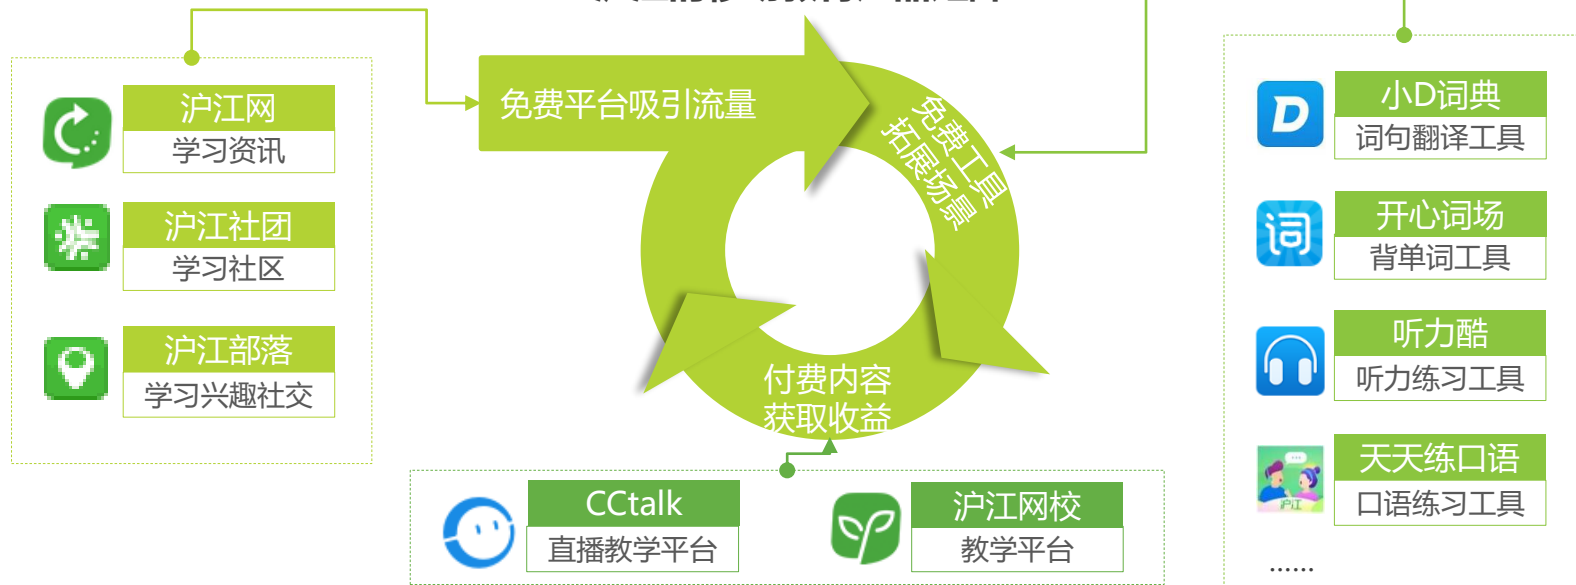 免费平台吸引流量
免费工具
拓展场景
付费内容
获取收益
沪江网
学习资讯
沪江社团
学习社区
沪江部落
学习兴趣社交
CCtalk
直播教学平台
沪江网校
教学平台
D
小D词典
词句翻译工具
词
开心词场
背单词工具
听力酷
听力练习工具
沪江
天天练口语
口语练习工具
……